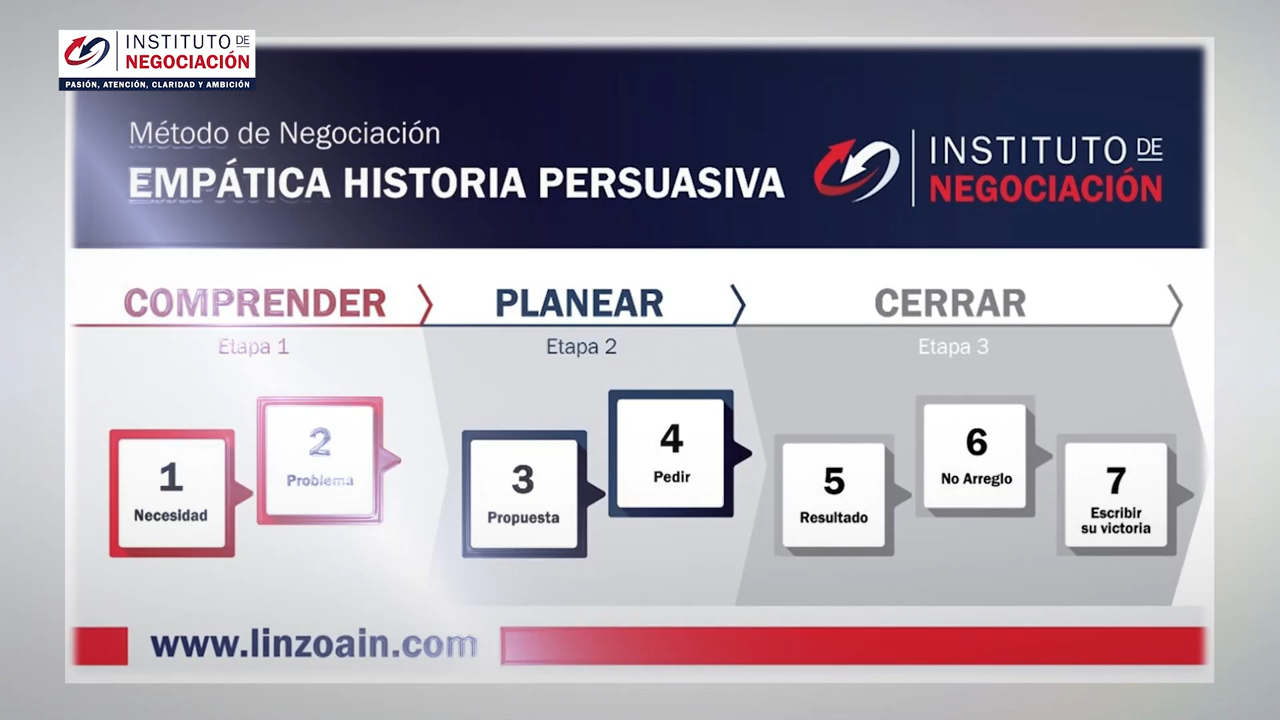 INSTITUTO DE
NEGOCIACIÓN
PASIÓN, ATENCIÓN, CLARIDAD Y AMBICIÓN
Método de Negociación
EMPÁTICA HISTORIA PERSUASIVA
INSTITUTO DE
NEGOCIACIÓN
COMPRENDER
Etapa 1
PLANEAR
Etapa 2
CERRAR
Etapa 3
1
Necesidad
2
Problema
3
Propuesta
4
Pedir
5
Resultado
6
No Arreglo
7
Escribir
su victoria
www.linzoain.com